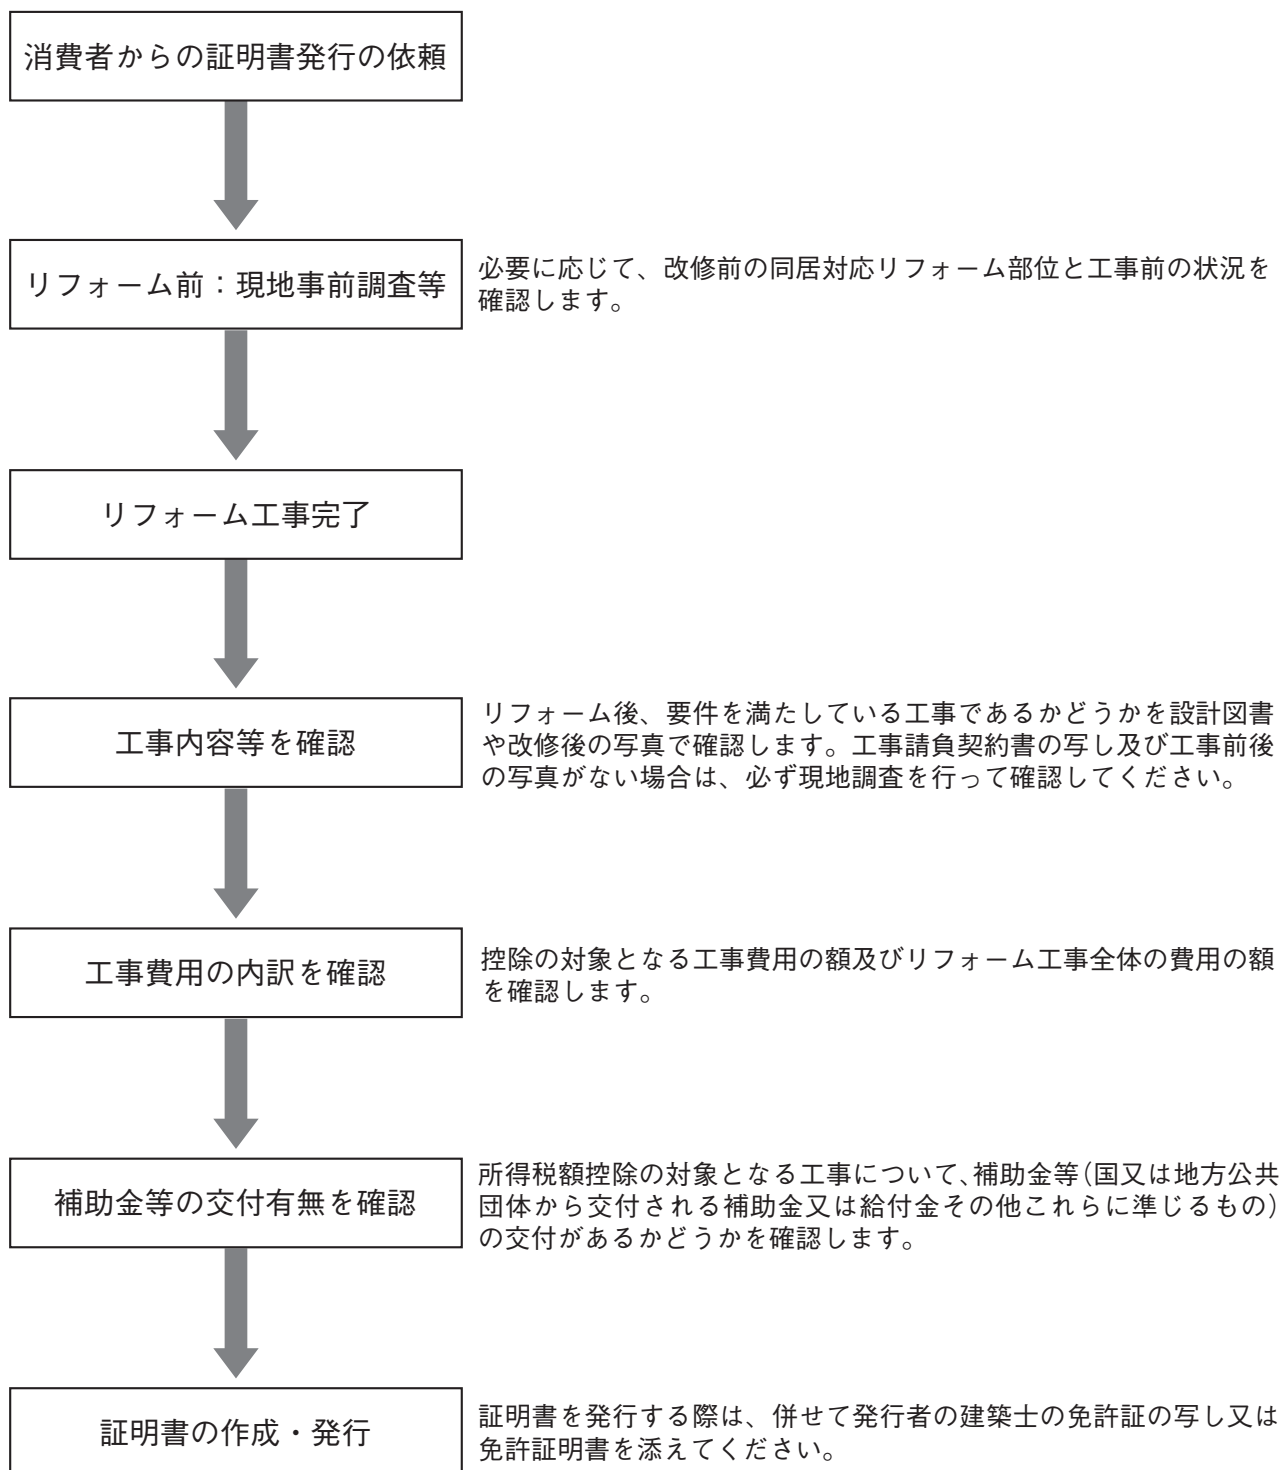 消費者からの証明書発行の依頼
リフォーム前：現地事前調査等
必要に応じて、改修前の同居対応リフォーム部位と工事前の状況を
確認します。
リフォーム工事完了
工事内容等を確認
リフォーム後、要件を満たしている工事であるかどうかを設計図書
や改修後の写真で確認します。工事請負契約書の写し及び工事前後
の写真がない場合は、必ず現地調査を行って確認してください。
工事費用の内訳を確認
控除の対象となる工事費用の額及びリフォーム工事全体の費用の額
を確認します。
補助金等の交付有無を確認
所得税額控除の対象となる工事について、補助金等（国又は地方公共
団体から交付される補助金又は給付金その他これらに準じるもの）
の交付があるかどうかを確認します。
証明書の作成・発行
証明書を発行する際は、併せて発行者の建築士の免許証の写し又は
免許証明書を添えてください。